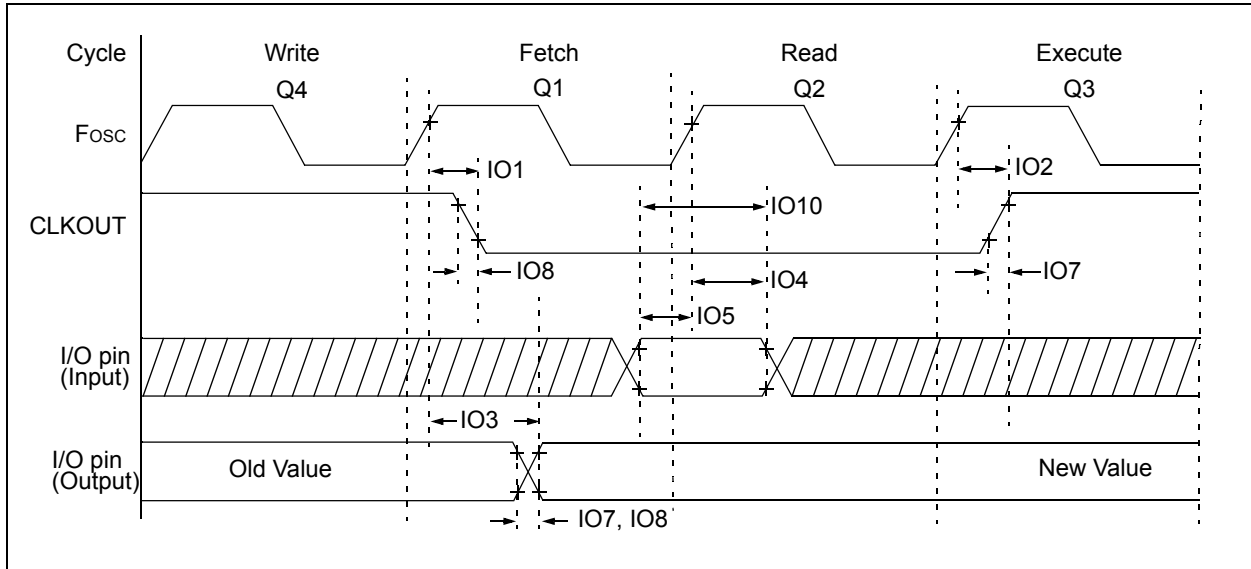 Cycle Write Fetch Read Execute
Q4 Q1 Q2 Q3
FOSC
IO1 IO2
CLKOUT
IO10
IO8 IO4 IO7
IO5
I/O pin
(Input)
IO3
I/O pin
(Output)
Old Value New Value
IO7, IO8